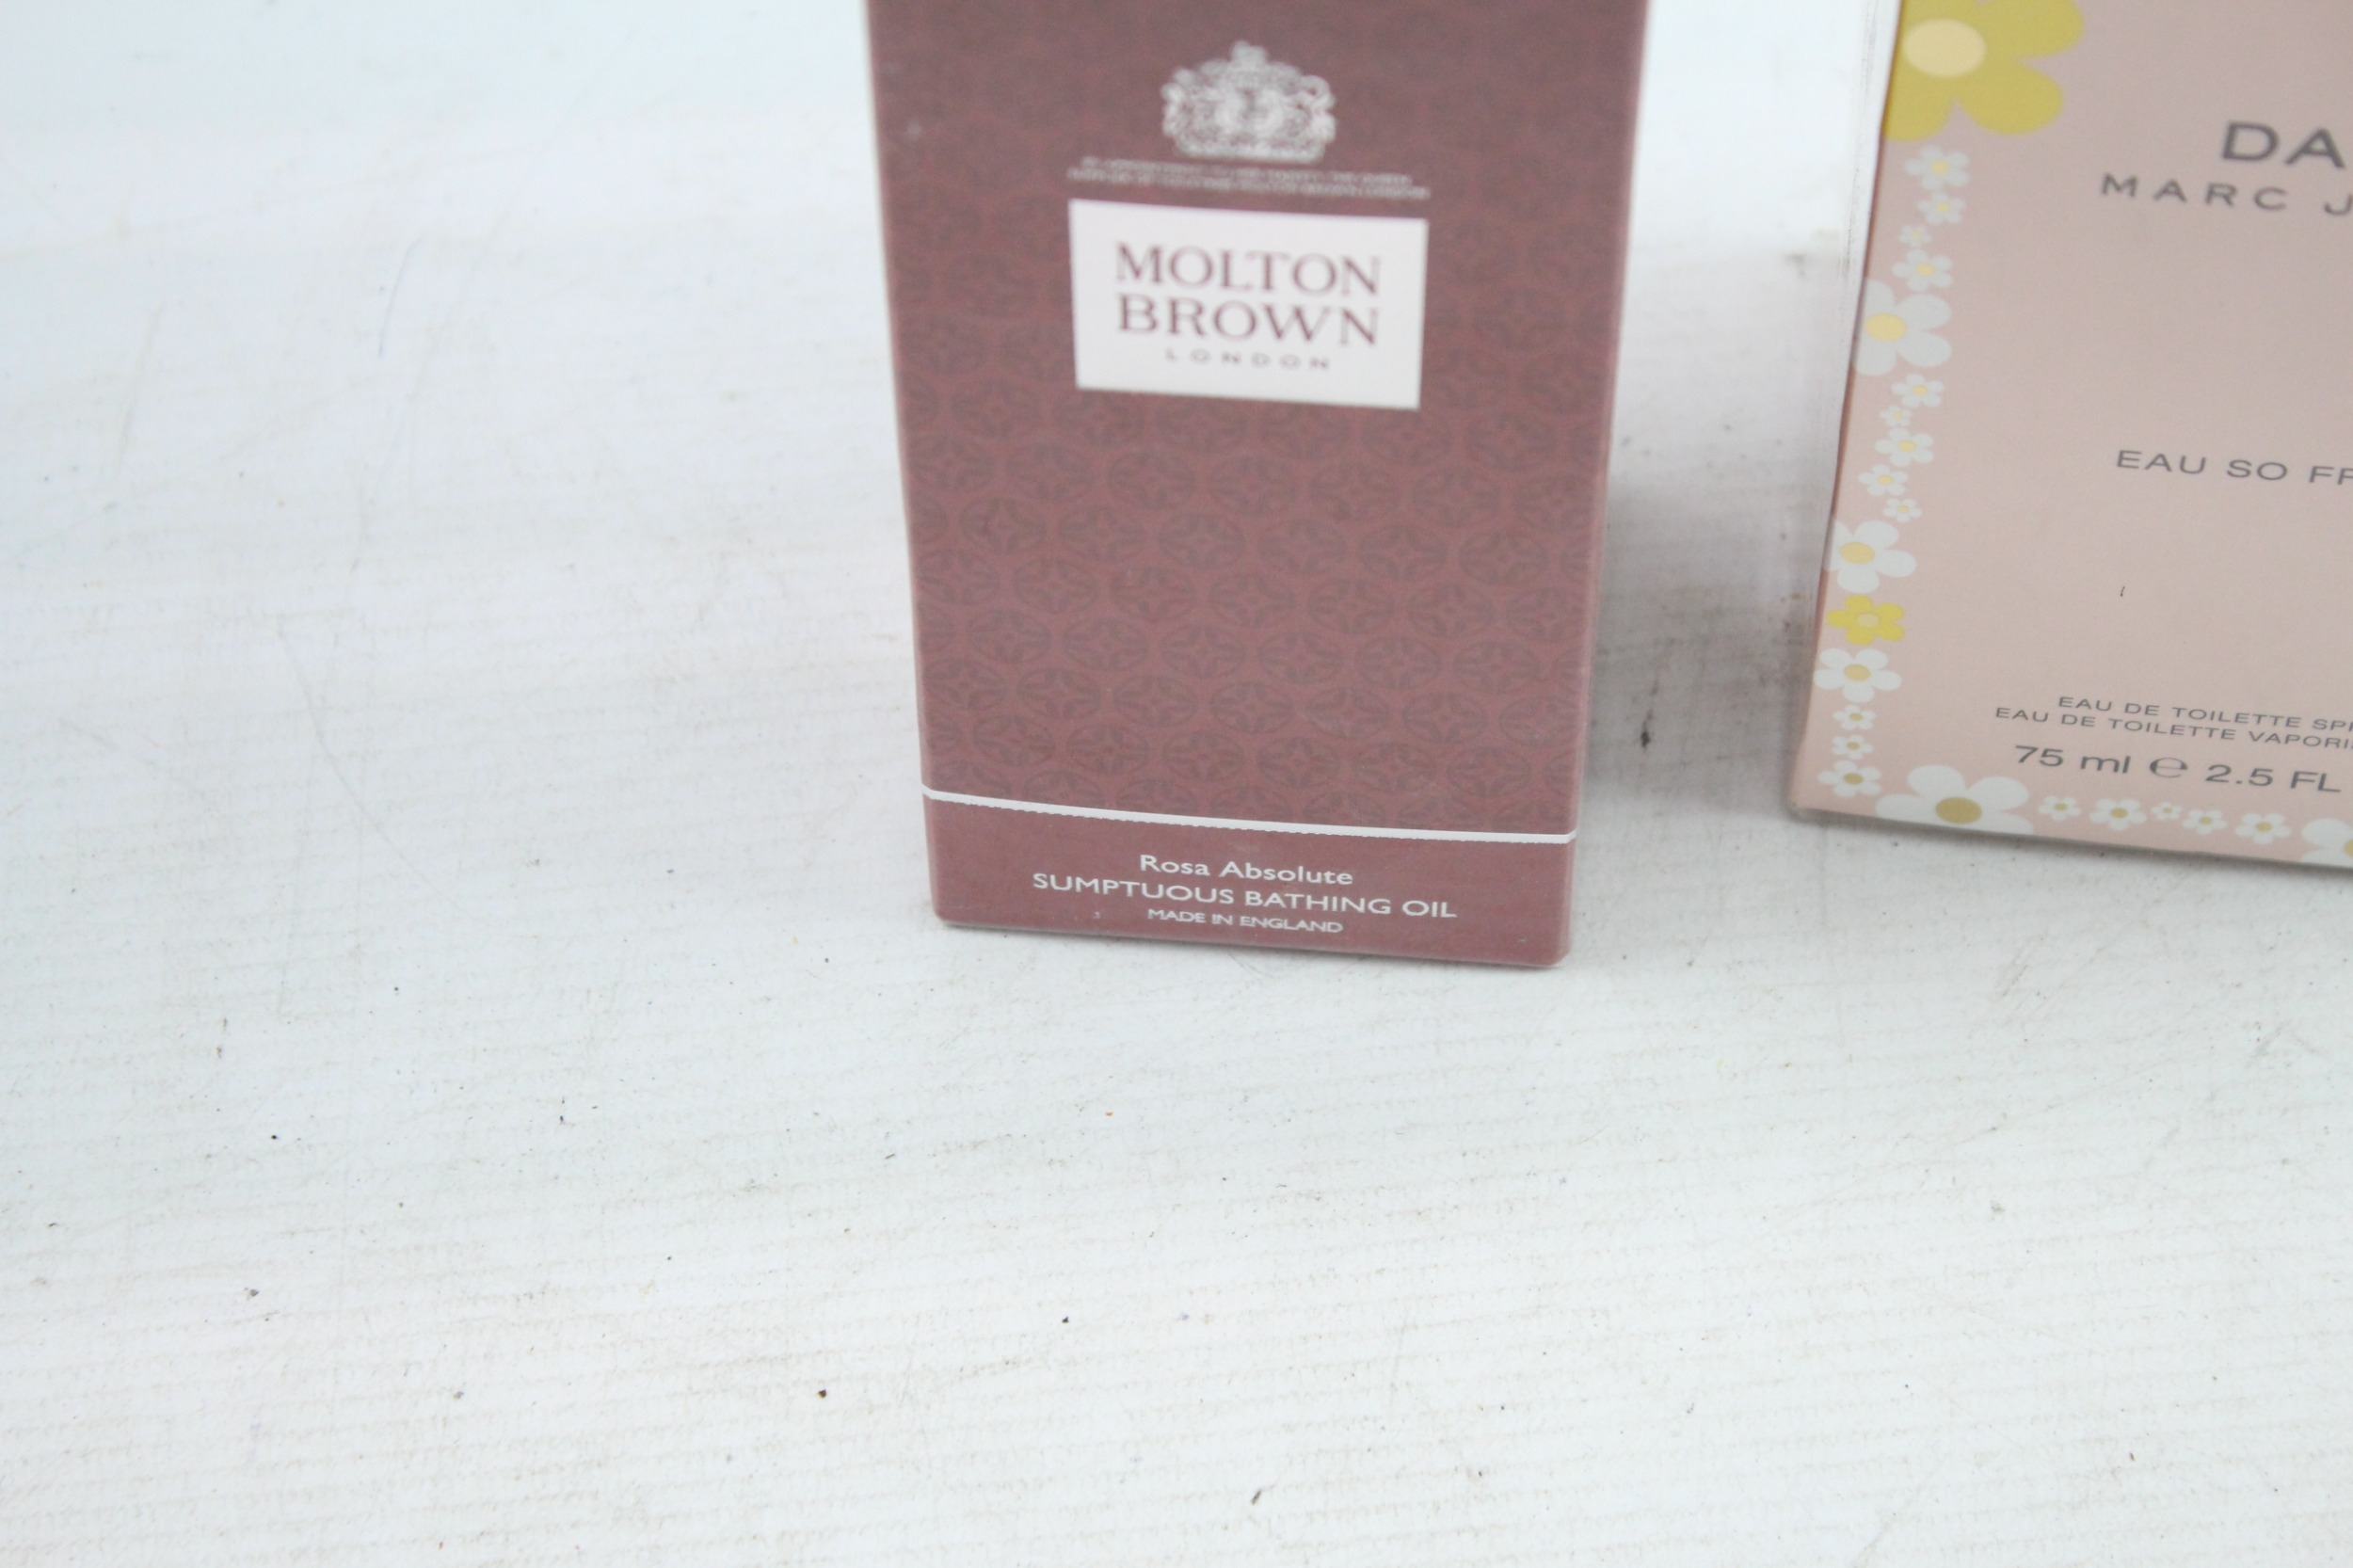 MOLTON
BROWN
LONDON
Rosa Absolute
SUMPTUOUS BATHING OIL
MADE IN ENGLAND
DA
MARC J
EAU SO FR
EAU DE TOILETTE SPR
EAU DE TOILETTE VAPORI
75 ml ℮ 2.5 FL